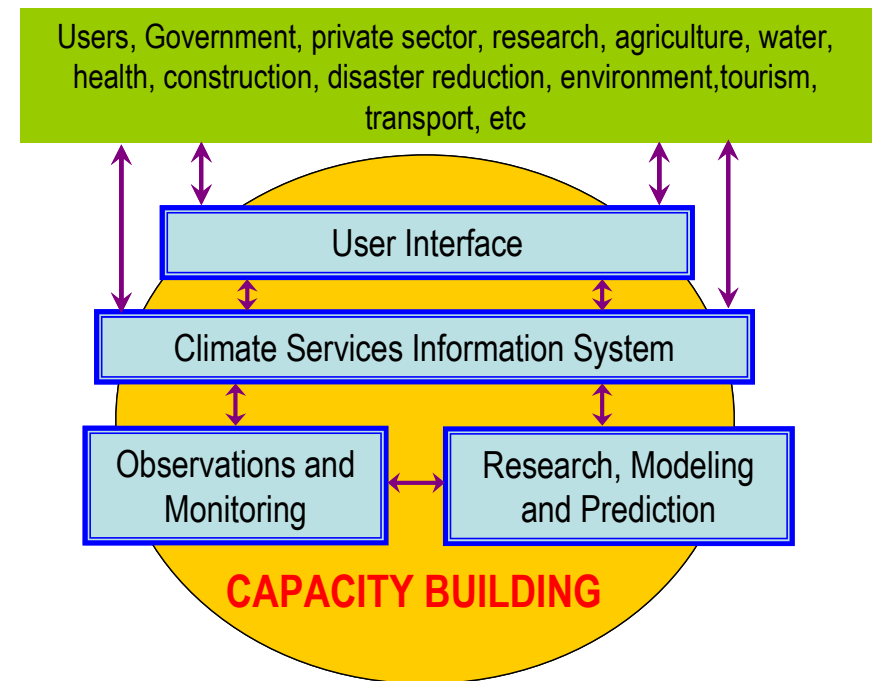 Users, Government, private sector, research, agriculture, water,
health, construction, disaster reduction, environment,tourism,
transport, etc
User Interface
Climate Services Information System
Observations and
Monitoring
Research, Modeling
and Prediction
CAPACITY BUILDING